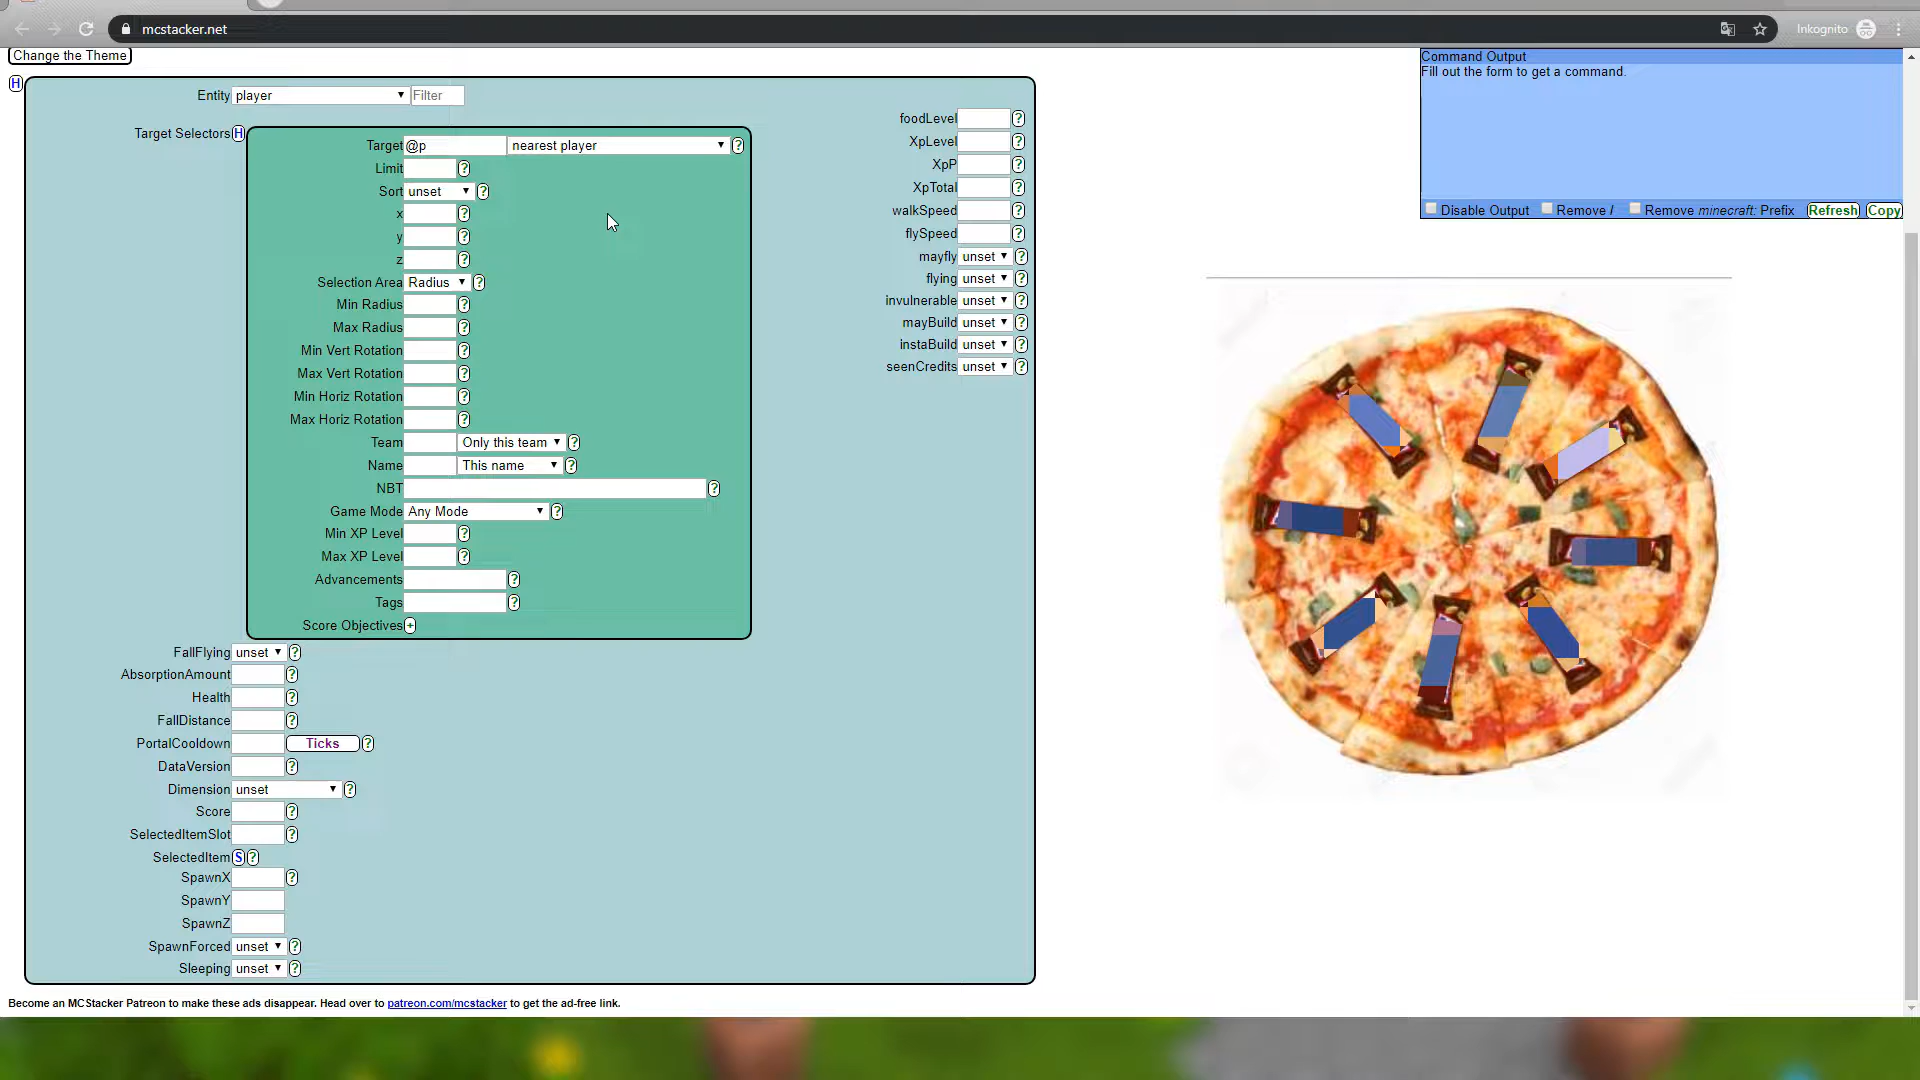 mcstacker.net
Inkognito
Change the Theme
H
Entity player Filter
Target Selectors H
Target @p nearest player ?
Limit ?
Sort unset ?
x ?
y ?
z ?
Selection Area Radius ?
Min Radius ?
Max Radius ?
Min Vert Rotation ?
Max Vert Rotation ?
Min Horiz Rotation ?
Max Horiz Rotation ?
Team Only this team ?
Name This name ?
NBT ?
Game Mode Any Mode ?
Min XP Level ?
Max XP Level ?
Advancements ?
Tags ?
Score Objectives +
FallFlying unset ?
AbsorptionAmount ?
Health ?
FallDistance ?
PortalCooldown Ticks ?
DataVersion ?
Dimension unset ?
Score ?
SelectedItemSlot ?
SelectedItem S ?
SpawnX ?
SpawnY
SpawnZ
SpawnForced unset ?
Sleeping unset ?
foodLevel ?
XpLevel ?
XpP ?
XpTotal ?
walkSpeed ?
flySpeed ?
mayfly unset ?
flying unset ?
invulnerable unset ?
mayBuild unset ?
instaBuild unset ?
seenCredits unset ?
Command Output
Fill out the form to get a command.
Disable Output Remove / Remove minecraft: Prefix Refresh Copy
Become an MCStacker Patreon to make these ads disappear. Head over to patreon.com/mcstacker to get the ad-free link.